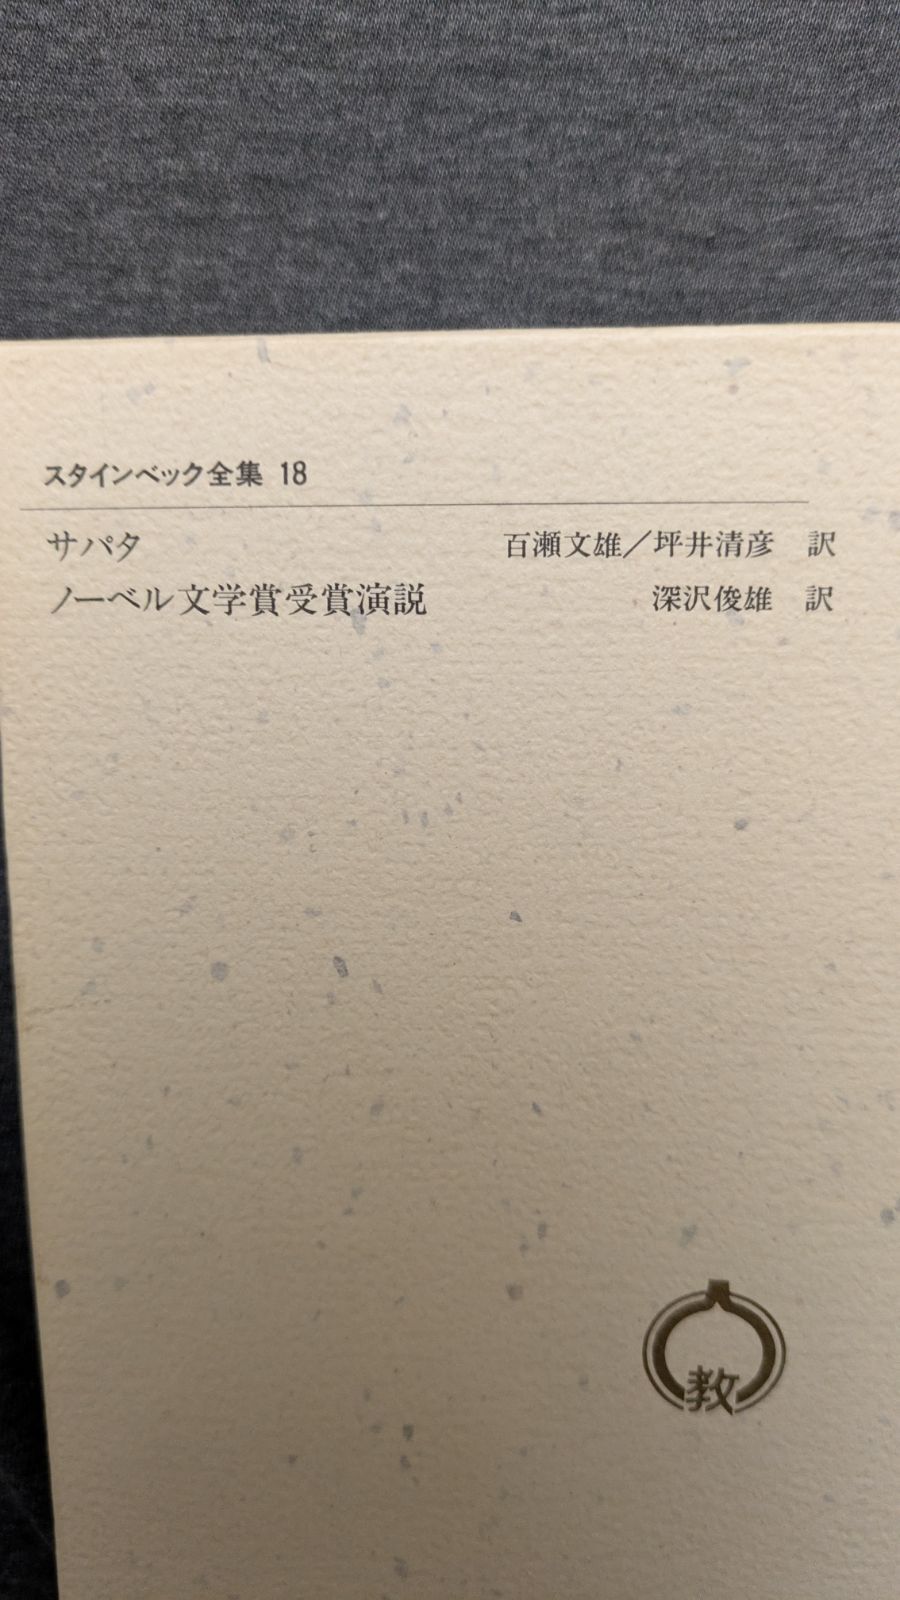 スタインベック全集 18
サパタ 百瀬文雄／坪井清彦 訳
ノーベル文学賞受賞演説 深沢俊雄 訳
教